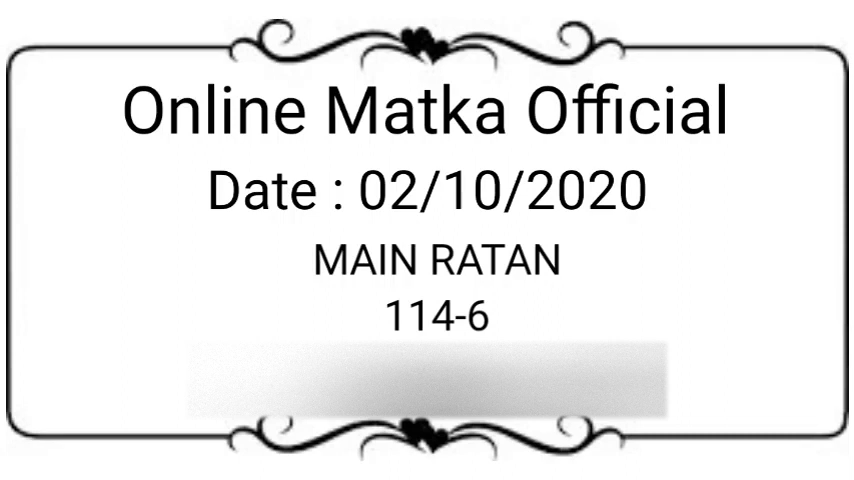 Online Matka Official
Date : 02/10/2020
MAIN RATAN
114-6